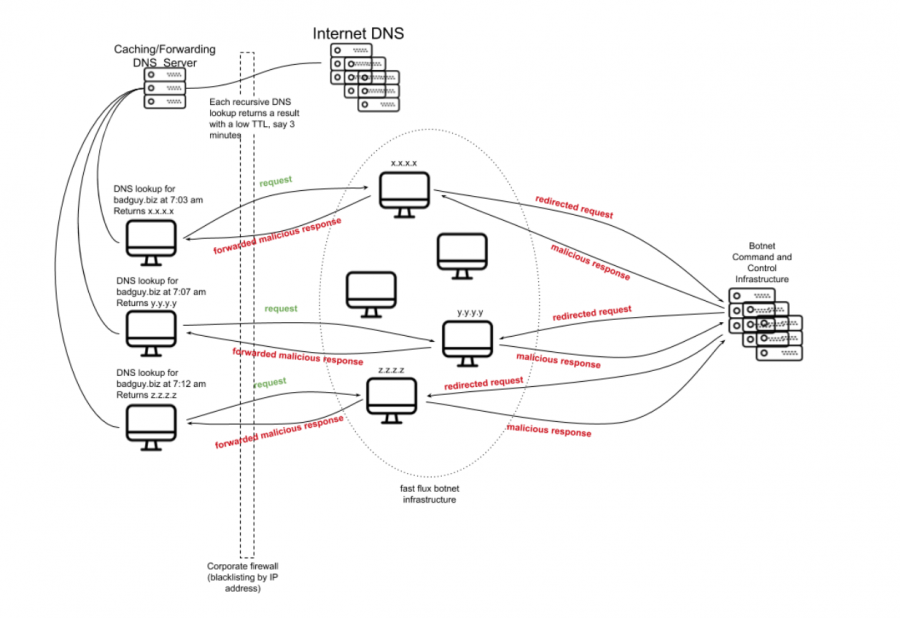 Internet DNS
Caching/Forwarding
DNS Server
Each recursive DNS
lookup returns a result
with a low TTL, say 3
minutes
x.x.x.x
request
DNS lookup for
badguy.biz at 7:03 am
Returns x.x.x.x
forwarded malicious response
redirected request
malicious response
Botnet
Command and
Control
Infrastructure
DNS lookup for
badguy.biz at 7:07 am
Returns y.y.y.y
request
y.y.y.y
redirected request
forwarded malicious response
malicious response
DNS lookup for
badguy.biz at 7:12 am
Returns z.z.z.z
request
z.z.z.z
redirected request
forwarded malicious response
malicious response
fast flux botnet
infrastructure
Corporate firewall
(blacklisting by IP
address)